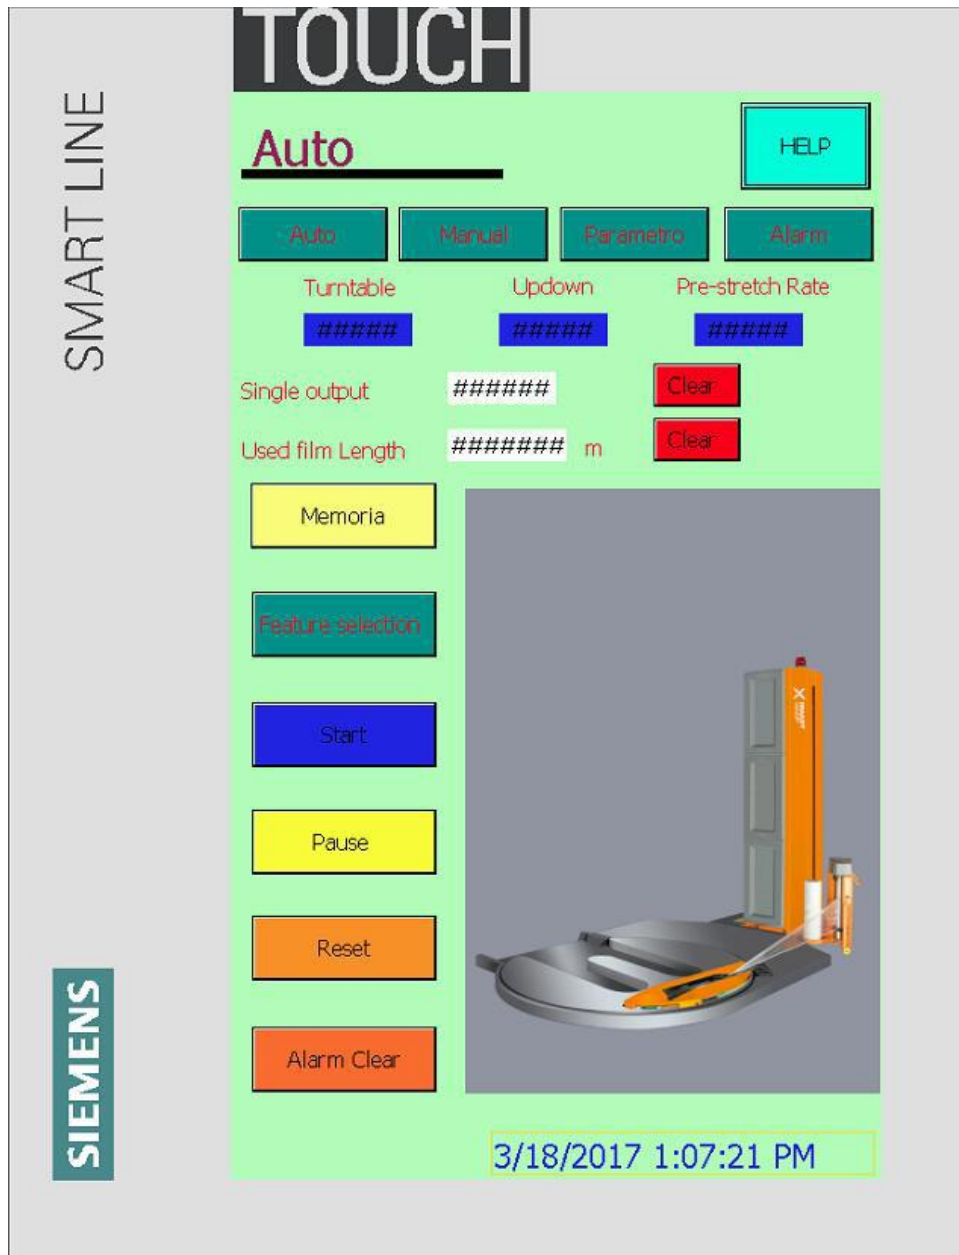 TOUCH
SMART LINE
Auto
HELP
Auto Manual Parametro Alarm
Turntable Updown Pre-stretch Rate
##### ##### #####
Single output ###### Clear
Used film Length ####### m Clear
Memoria
Feature selection
Start
Pause
Reset
Alarm Clear
SIEMENS
3/18/2017 1:07:21 PM